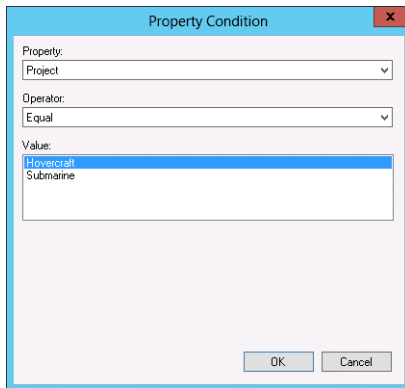 Property Condition
x
Property:
Project
Operator:
Equal
Value:
Hovercraft
Submarine
OK Cancel